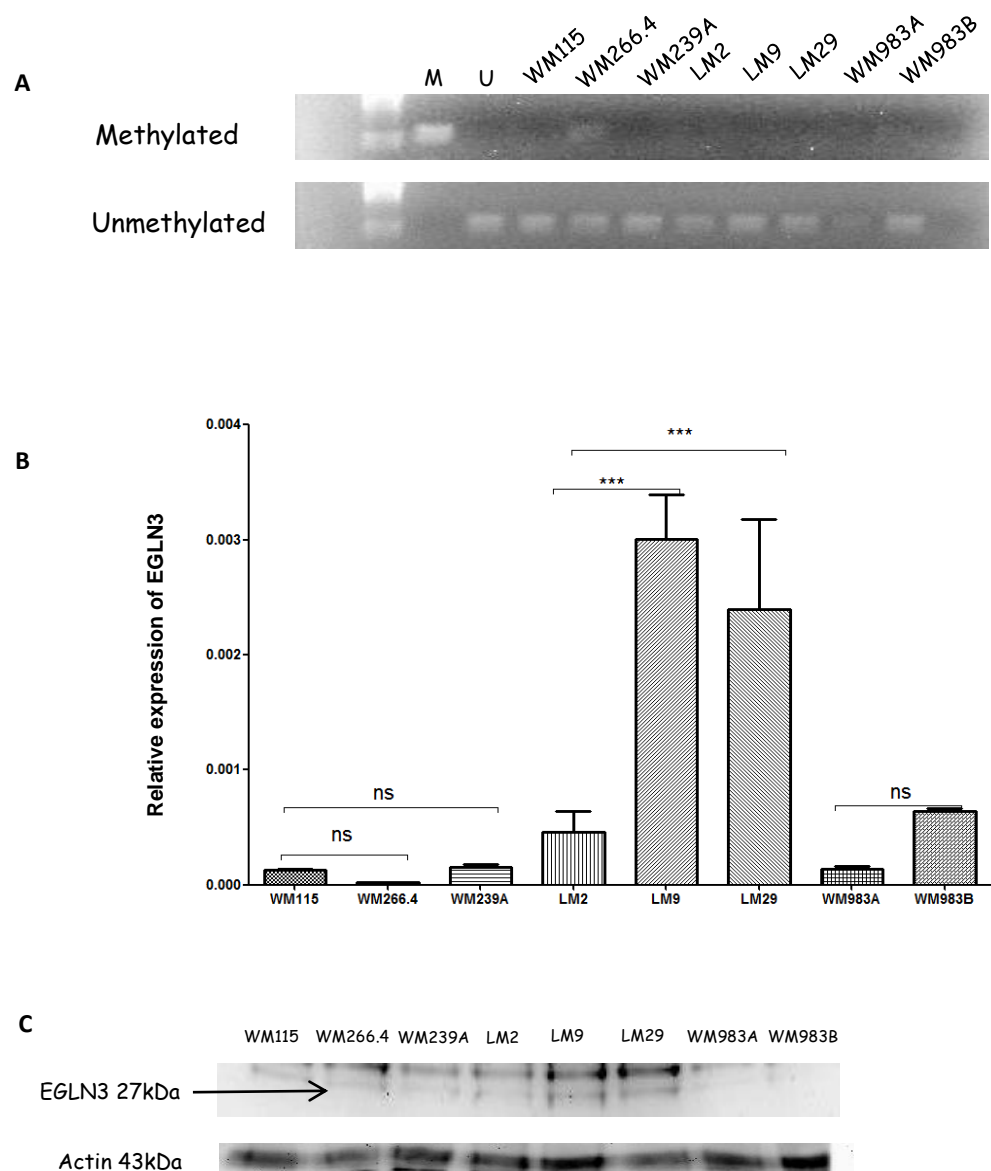 A
M U WM115 WM266.4 WM239A LM2 LM9 LM29 WM983A WM983B
Methylated
Unmethylated
B
Relative expression of EGLN3
0.004
0.003
0.002
0.001
0.000
***
***
ns
ns
ns
WM115 WM266.4 WM239A LM2 LM9 LM29 WM983A WM983B
C
WM115 WM266.4 WM239A LM2 LM9 LM29 WM983A WM983B
EGLN3 27kDa
Actin 43kDa